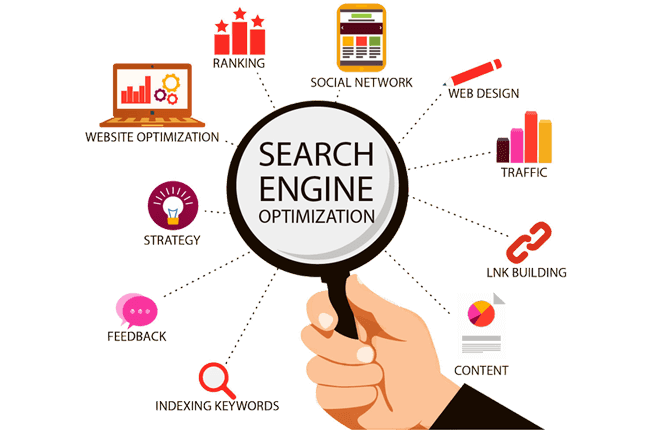 RANKING
SOCIAL NETWORK
WEB DESIGN
WEBSITE OPTIMIZATION
SEARCH
ENGINE
OPTIMIZATION
TRAFFIC
STRATEGY
LNK BUILDING
FEEDBACK
CONTENT
INDEXING KEYWORDS